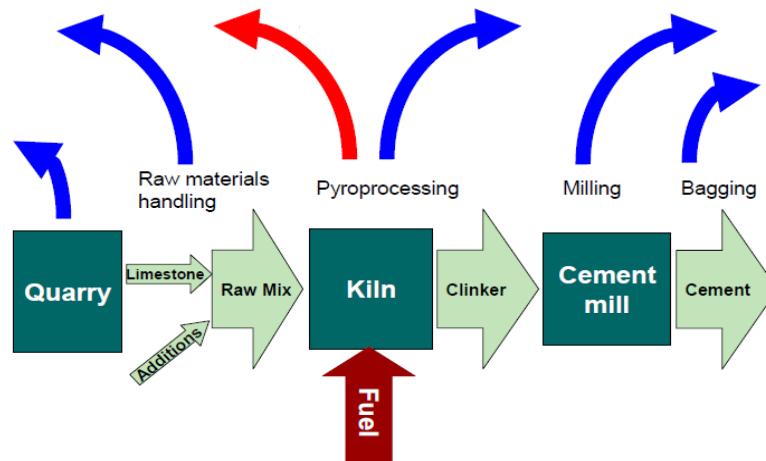 Raw materials
handling
Pyroprocessing
Milling
Bagging
Quarry
Limestone
Additions
Raw Mix
Kiln
Clinker
Cement
mill
Cement
Fuel